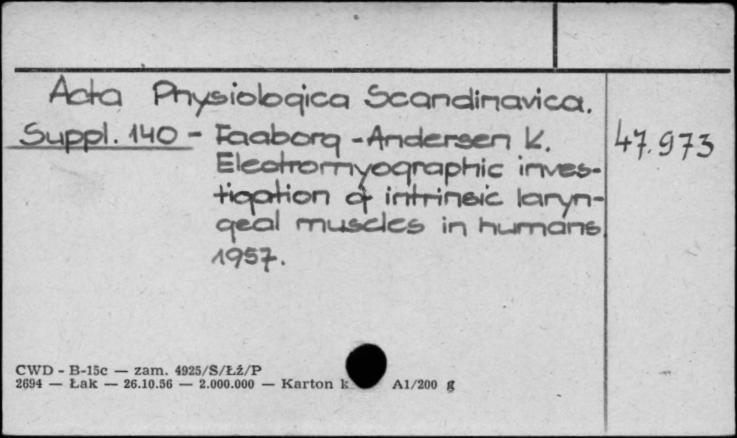 Acta Physiologica Scandinavica.
Suppl. 140 - Faaborg-Andersen K.
47.973
Electromyographic inves-
tigation of intrinsic laryn-
geal muscles in humans
1957.
CWD - B-15c — zam. 4925/S/Łź/P
2694 — Łak — 26.10.56 — 2.000.000 — Karton k A1/200 g